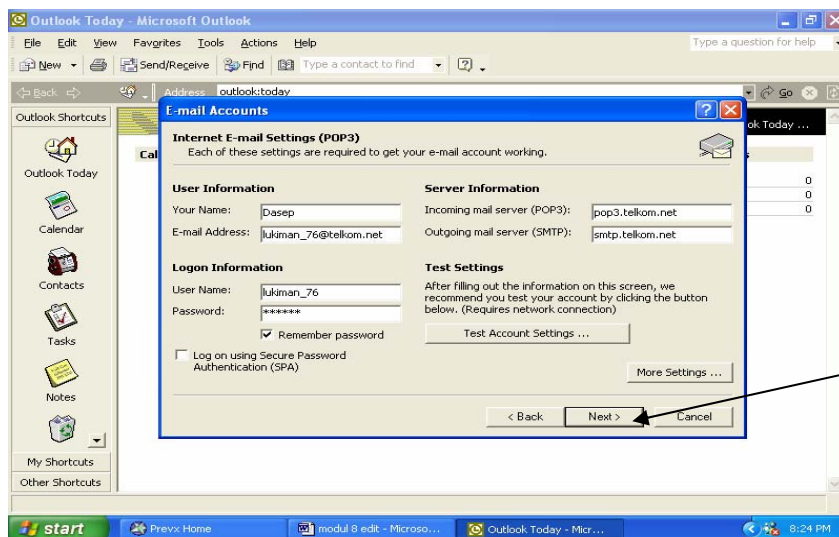 Outlook Today - Microsoft Outlook
File Edit View Favorites Tools Actions Help
Type a question for help
New Send/Receive Find Type a contact to find
Back Address outlook:today Go
Outlook Shortcuts
ok Today ...
Cal
Outlook Today
Calendar
Contacts
Tasks
Notes
My Shortcuts
Other Shortcuts
0
0
0
E-mail Accounts
Internet E-mail Settings (POP3)
Each of these settings are required to get your e-mail account working.
User Information
Your Name: Dasep
E-mail Address: lukiman_76@telkom.net
Server Information
Incoming mail server (POP3): pop3.telkom.net
Outgoing mail server (SMTP): smtp.telkom.net
Logon Information
User Name: lukiman_76
Password: ******
Remember password
Log on using Secure Password
Authentication (SPA)
Test Settings
After filling out the information on this screen, we
recommend you test your account by clicking the button
below. (Requires network connection)
Test Account Settings ...
More Settings ...
< Back Next > Cancel
start Prevx Home modul 8 edit - Microso... Outlook Today - Micr... 8:24 PM